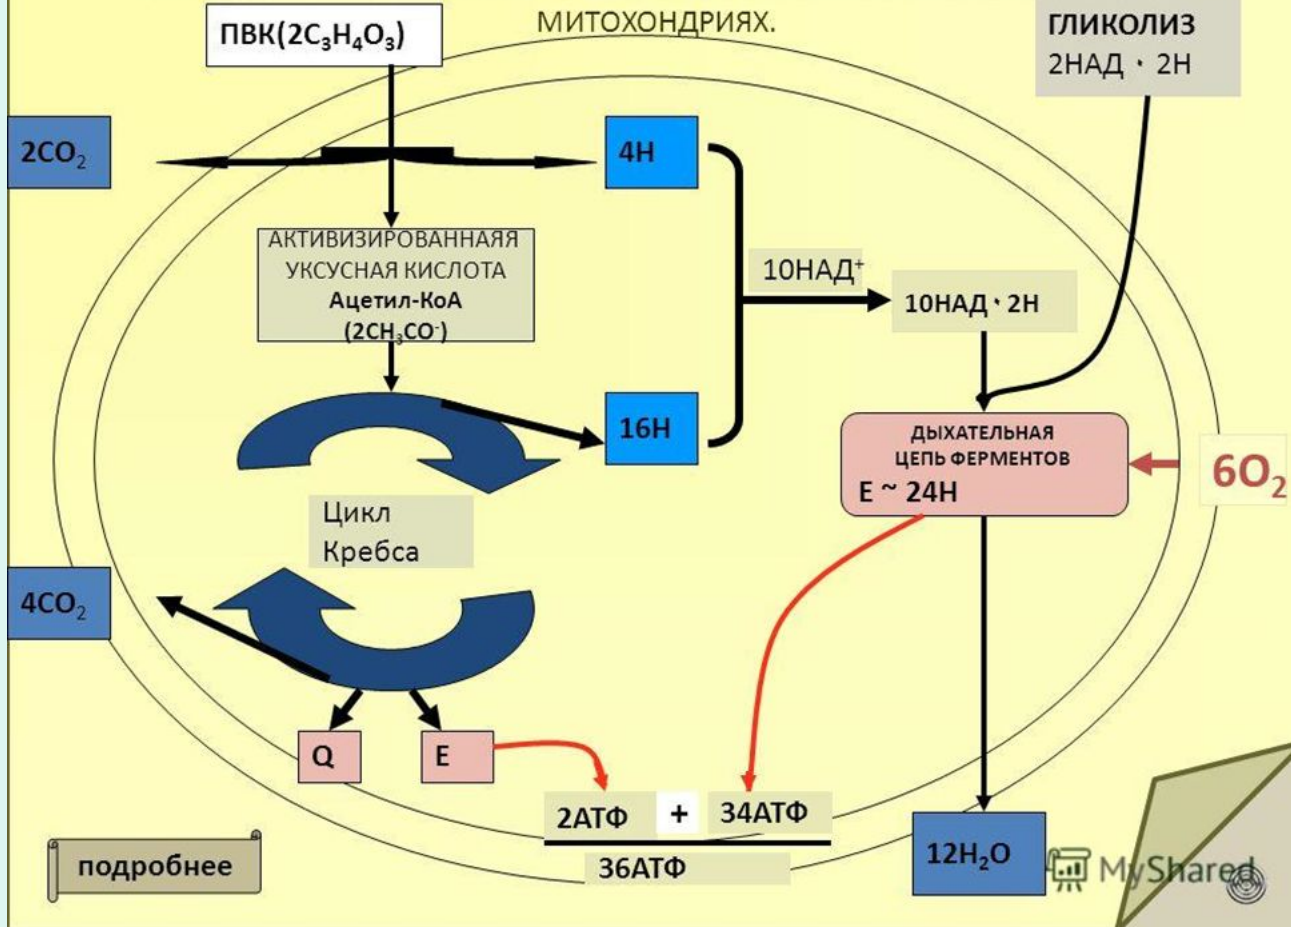 МИТОХОНДРИЯХ.
ПВК(2C₃H₄O₃)
ГЛИКОЛИЗ
2НАД · 2Н
2CO₂
4Н
АКТИВИЗИРОВАННАЯЯ
УКСУСНАЯ КИСЛОТА
Ацетил-КоА
(2CH₃CO⁻)
10НАД⁺
10НАД · 2Н
16Н
ДЫХАТЕЛЬНАЯ
ЦЕПЬ ФЕРМЕНТОВ
Е ~ 24Н
6O₂
Цикл
Кребса
4CO₂
Q
E
2АТФ + 34АТФ
36АТФ
12H₂O
подробнее
MyShared